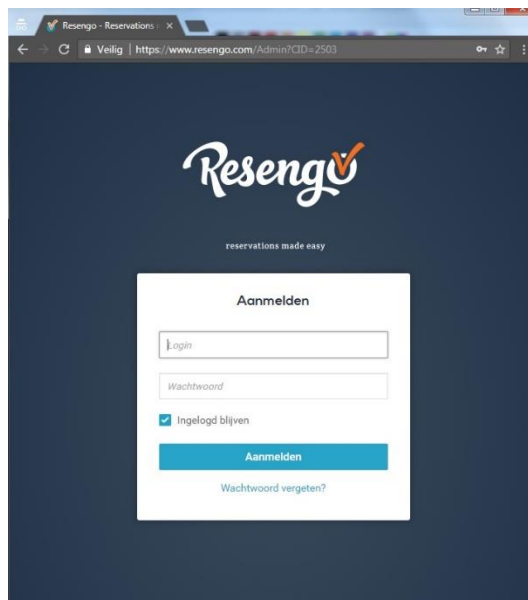 Resengo - Reservations
Veilig | https://www.resengo.com/Admin?CID=2503
Resengo
reservations made easy
Aanmelden
Login
Wachtwoord
Ingelogd blijven
Aanmelden
Wachtwoord vergeten?